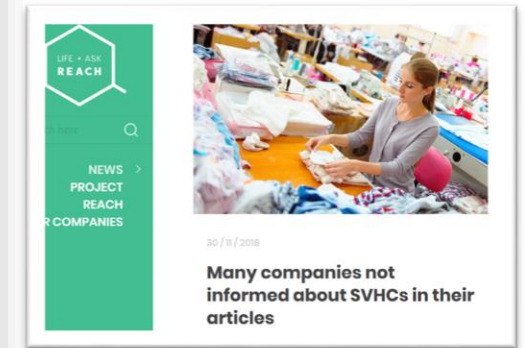 LIFE • ASK
REACH
NEWS >
PROJECT
REACH
R COMPANIES
30 / 11 / 2018
Many companies not
informed about SVHCs in their
articles